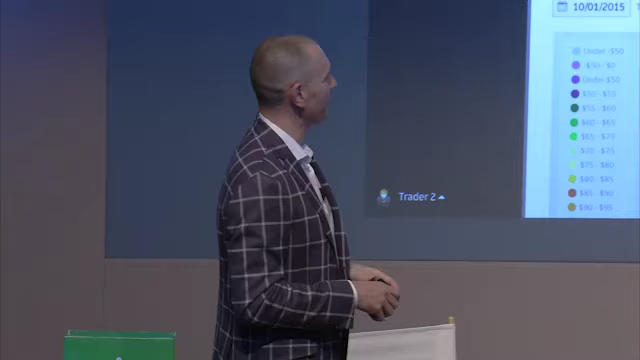 10/01/2015
Under -$50
-$50 - $0
Under $50
$50 - $55
$55 - $60
$60 - $65
$65 - $70
$70 - $75
$75 - $80
$80 - $85
$85 - $90
$90 - $95
Trader 2